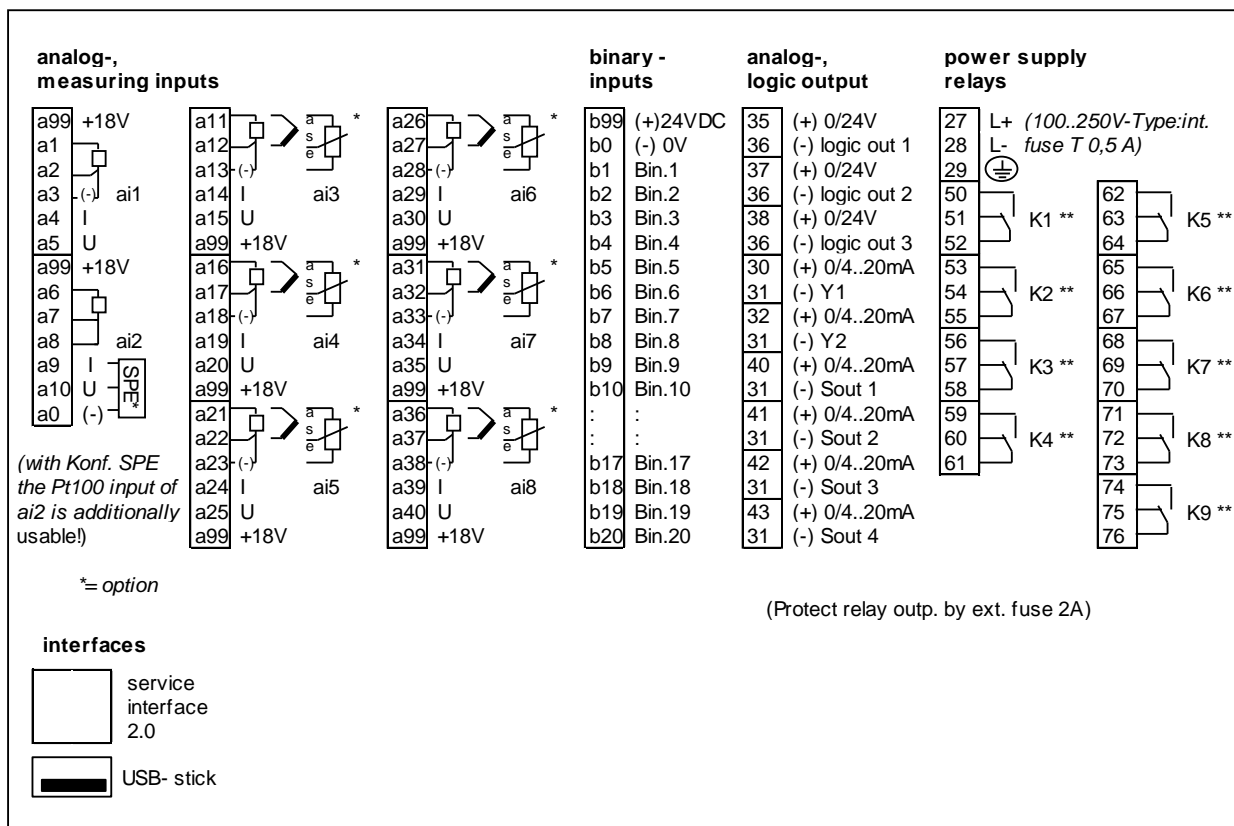 analog-,
measuring inputs
a99 +18V
a1
a2
a3 (-) ai1
a4 I
a5 U
a99 +18V
a6
a7
a8 ai2
a9 I
a10 U
a0 (-)
SPE*
(with Konf. SPE
the Pt100 input of
ai2 is additionally
usable!)
*= option
a11 a *
a12 s
a13 (-) e
a14 I ai3
a15 U
a99 +18V
a16 a *
a17 s
a18 (-) e
a19 I ai4
a20 U
a99 +18V
a21 a *
a22 s
a23 (-) e
a24 I ai5
a25 U
a99 +18V
a26 a *
a27 s
a28 (-) e
a29 I ai6
a30 U
a99 +18V
a31 a *
a32 s
a33 (-) e
a34 I ai7
a35 U
a99 +18V
a36 a *
a37 s
a38 (-) e
a39 I ai8
a40 U
a99 +18V
binary -
inputs
b99 (+)24VDC
b0 (-) 0V
b1 Bin.1
b2 Bin.2
b3 Bin.3
b4 Bin.4
b5 Bin.5
b6 Bin.6
b7 Bin.7
b8 Bin.8
b9 Bin.9
b10 Bin.10
: :
: :
b17 Bin.17
b18 Bin.18
b19 Bin.19
b20 Bin.20
analog-,
logic output
35 (+) 0/24V
36 (-) logic out 1
37 (+) 0/24V
36 (-) logic out 2
38 (+) 0/24V
36 (-) logic out 3
30 (+) 0/4..20mA
31 (-) Y1
32 (+) 0/4..20mA
31 (-) Y2
40 (+) 0/4..20mA
31 (-) Sout 1
41 (+) 0/4..20mA
31 (-) Sout 2
42 (+) 0/4..20mA
31 (-) Sout 3
43 (+) 0/4..20mA
31 (-) Sout 4
power supply
relays
27 L+ (100..250V-Type:int.
28 L- fuse T 0,5 A)
29
50
51 K1 **
52
53
54 K2 **
55
56
57 K3 **
58
59
60 K4 **
61
62
63 K5 **
64
65
66 K6 **
67
68
69 K7 **
70
71
72 K8 **
73
74
75 K9 **
76
(Protect relay outp. by ext. fuse 2A)
interfaces
service
interface
2.0
USB- stick